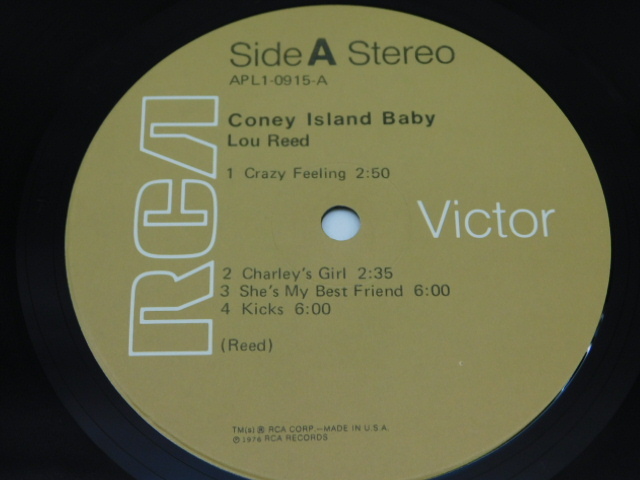 Side A Stereo
APL1-0915-A
Coney Island Baby
Lou Reed
1 Crazy Feeling 2:50
RCA
Victor
2 Charley's Girl 2:35
3 She's My Best Friend 6:00
4 Kicks 6:00
(Reed)
TM(s) ® RCA CORP.—MADE IN U.S.A.
℗ 1976 RCA RECORDS